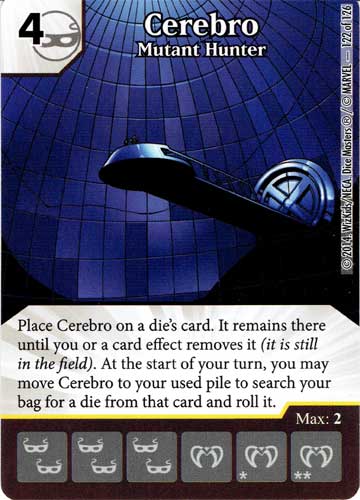 4
Cerebro
Mutant Hunter
© 2014. WizKids/NECA. Dice Masters ®/ © MARVEL — 122 of 126
Place Cerebro on a die's card. It remains there
until you or a card effect removes it (it is still
in the field). At the start of your turn, you may
move Cerebro to your used pile to search your
bag for a die from that card and roll it.
Max: 2
*
**